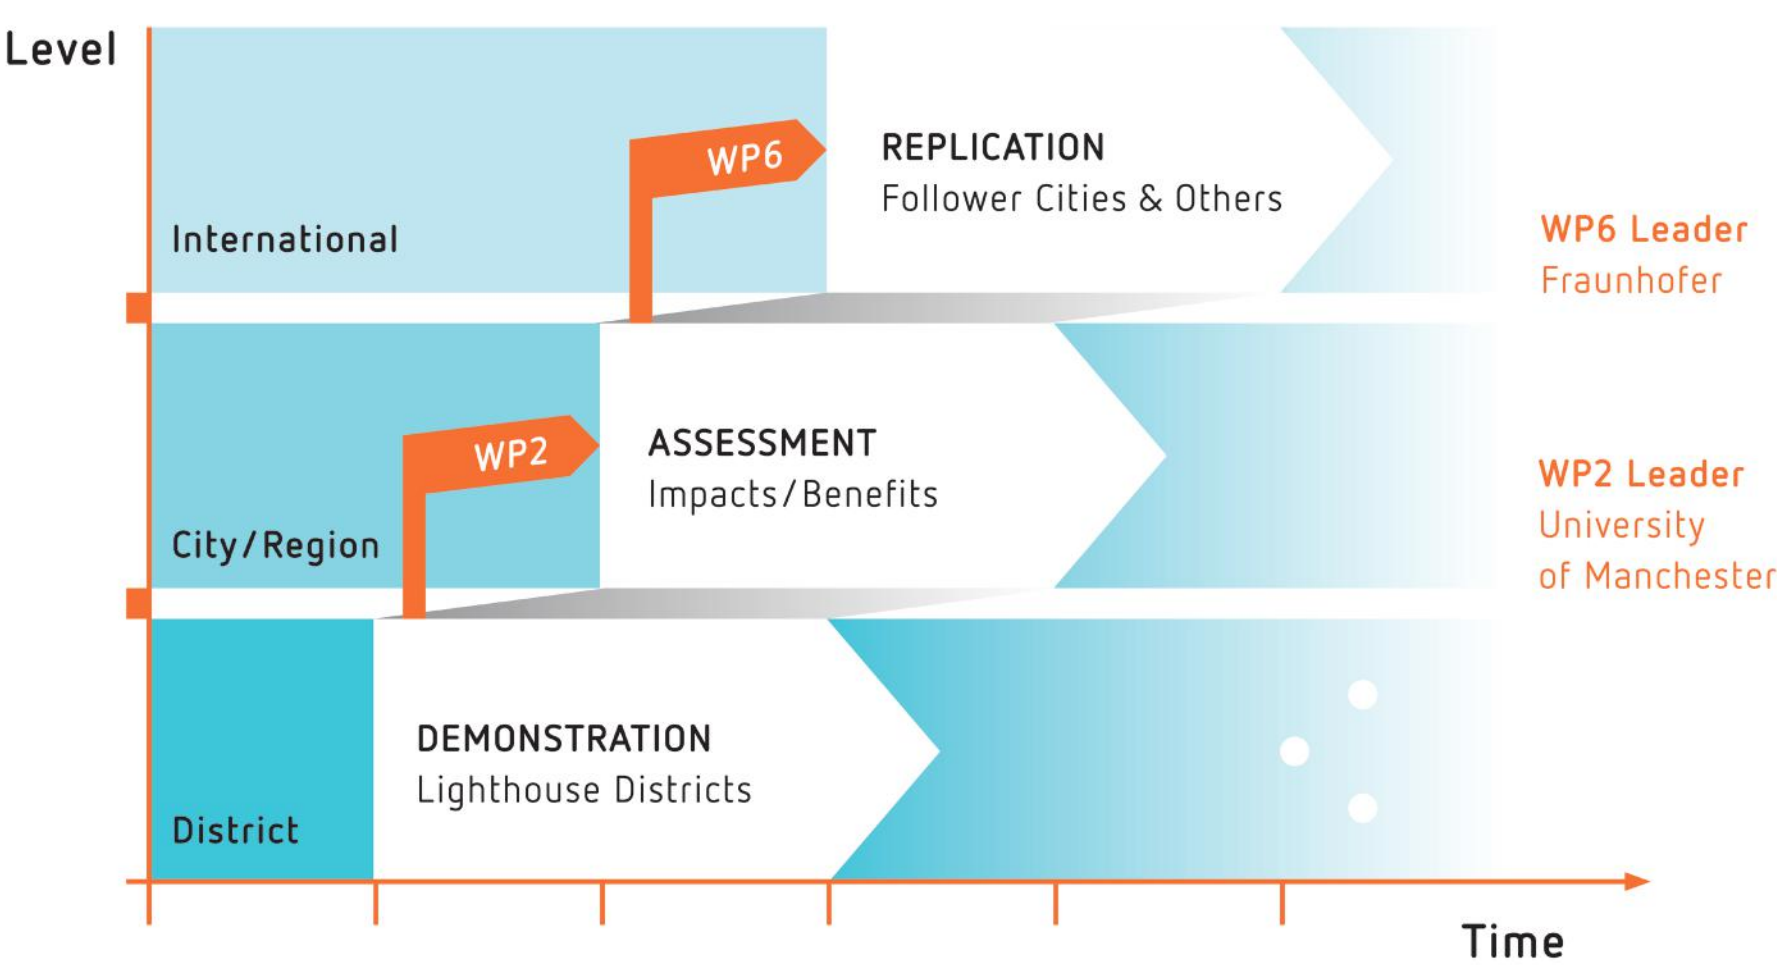 Level
WP6
REPLICATION
Follower Cities & Others
International
WP6 Leader
Fraunhofer
WP2
ASSESSMENT
Impacts/Benefits
City/Region
WP2 Leader
University
of Manchester
DEMONSTRATION
Lighthouse Districts
District
Time